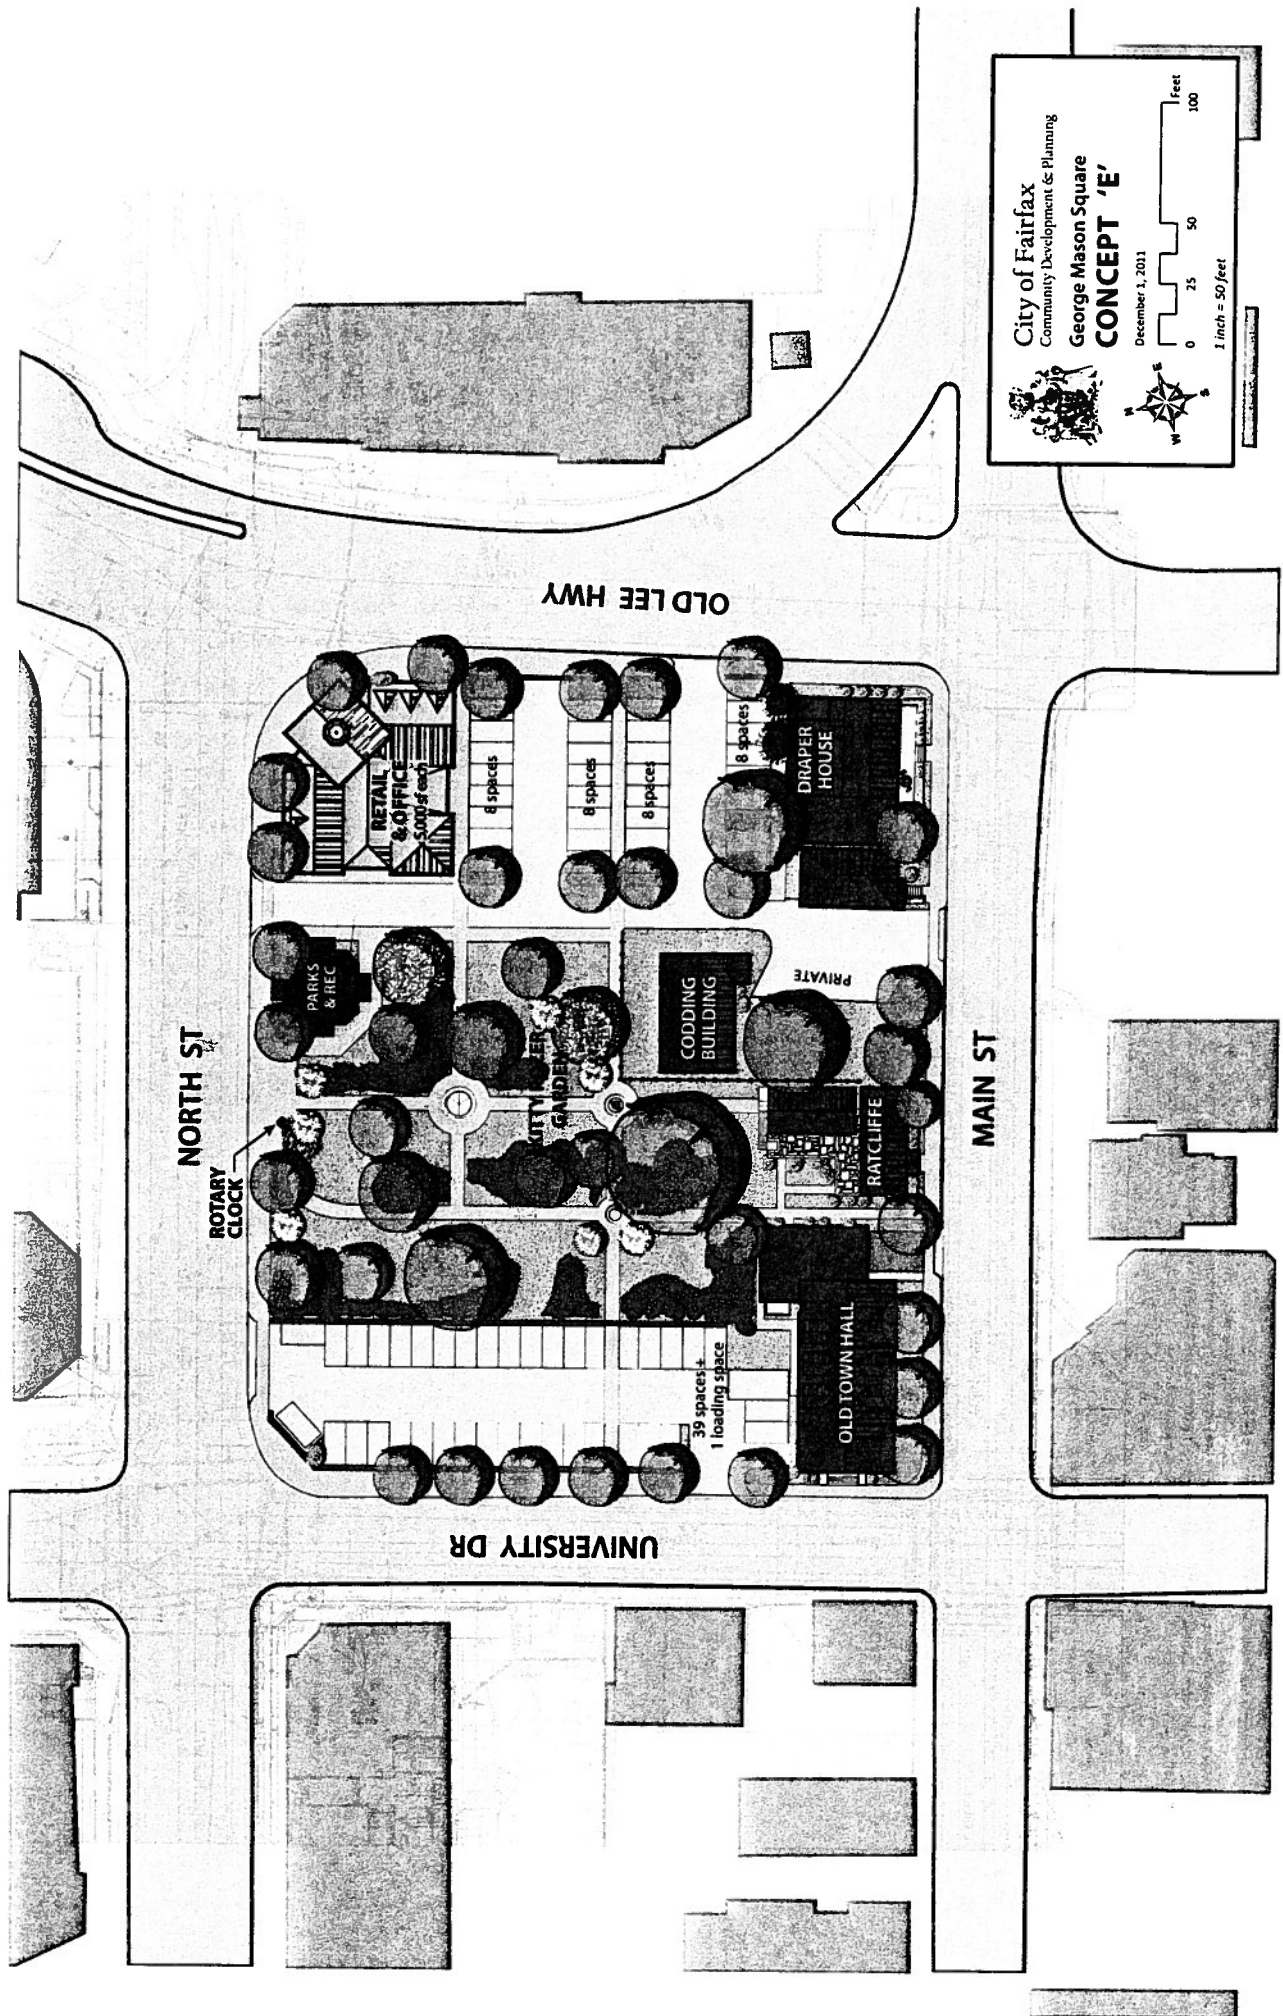 City of Fairfax
Community Development & Planning
George Mason Square
CONCEPT 'E'
December 1, 2011
0 25 50 100
Feet
1 inch = 50 feet
N
E
S
W
NORTH ST
ROTARY
CLOCK
PARKS
& REC
RETAIL
& OFFICE
5,000 sf each
8 spaces
8 spaces
8 spaces
8 spaces
OLD LEE HWY
DRAPER
HOUSE
PRIVATE
CODDING
BUILDING
GARDEN
RATCLIFFE
MAIN ST
39 spaces +
1 loading space
OLD TOWN HALL
UNIVERSITY DR